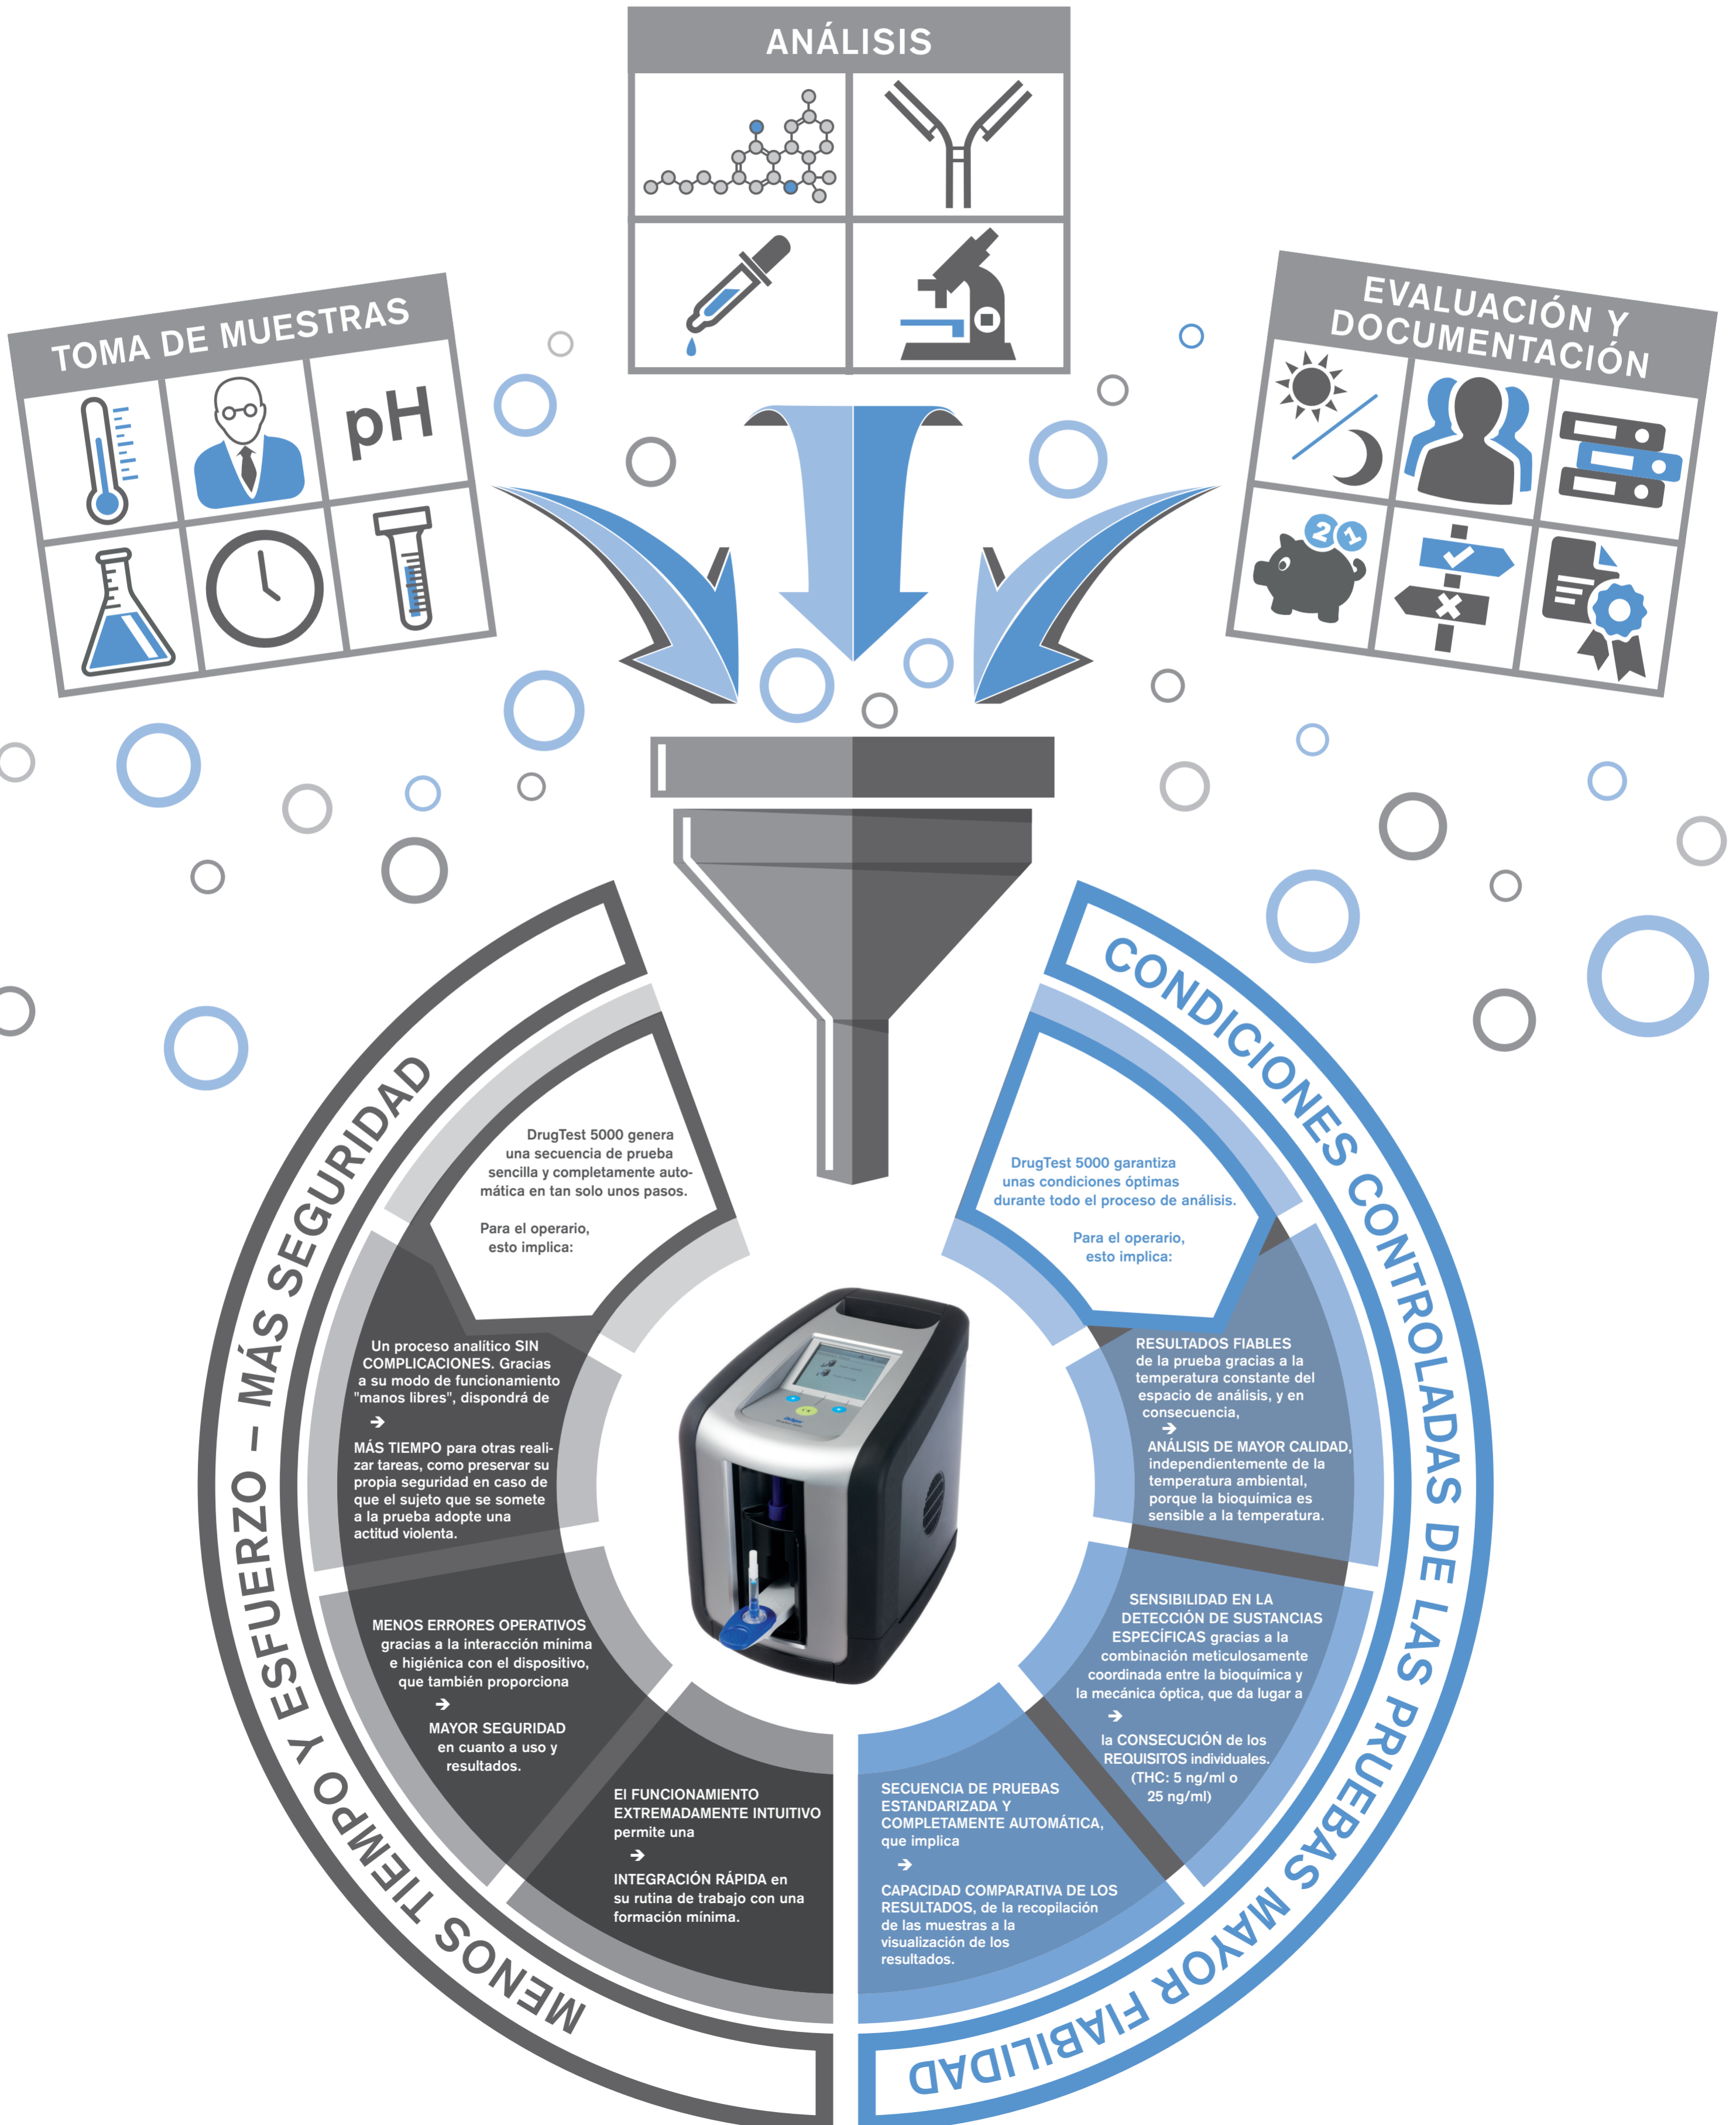 ANÁLISIS
TOMA DE MUESTRAS
pH
EVALUACIÓN Y
DOCUMENTACIÓN
2 1
MENOS TIEMPO Y ESFUERZO – MÁS SEGURIDAD
DrugTest 5000 genera
una secuencia de prueba
sencilla y completamente auto-
mática en tan solo unos pasos.
Para el operario,
esto implica:
Un proceso analítico SIN
COMPLICACIONES. Gracias
a su modo de funcionamiento
"manos libres", dispondrá de
➔
MÁS TIEMPO para otras reali-
zar tareas, como preservar su
propia seguridad en caso de
que el sujeto que se somete
a la prueba adopte una
actitud violenta.
MENOS ERRORES OPERATIVOS
gracias a la interacción mínima
e higiénica con el dispositivo,
que también proporciona
➔
MAYOR SEGURIDAD
en cuanto a uso y
resultados.
El FUNCIONAMIENTO
EXTREMADAMENTE INTUITIVO
permite una
➔
INTEGRACIÓN RÁPIDA en
su rutina de trabajo con una
formación mínima.
CONDICIONES CONTROLADAS DE LAS PRUEBAS MAYOR FIABILIDAD
DrugTest 5000 garantiza
unas condiciones óptimas
durante todo el proceso de análisis.
Para el operario,
esto implica:
RESULTADOS FIABLES
de la prueba gracias a la
temperatura constante del
espacio de análisis, y en
consecuencia,
➔
ANÁLISIS DE MAYOR CALIDAD,
independientemente de la
temperatura ambiental,
porque la bioquímica es
sensible a la temperatura.
SENSIBILIDAD EN LA
DETECCIÓN DE SUSTANCIAS
ESPECÍFICAS gracias a la
combinación meticulosamente
coordinada entre la bioquímica y
la mecánica óptica, que da lugar a
➔
la CONSECUCIÓN de los
REQUISITOS individuales.
(THC: 5 ng/ml o
25 ng/ml)
SECUENCIA DE PRUEBAS
ESTANDARIZADA Y
COMPLETAMENTE AUTOMÁTICA,
que implica
➔
CAPACIDAD COMPARATIVA DE LOS
RESULTADOS, de la recopilación
de las muestras a la
visualización de los
resultados.
Dräger